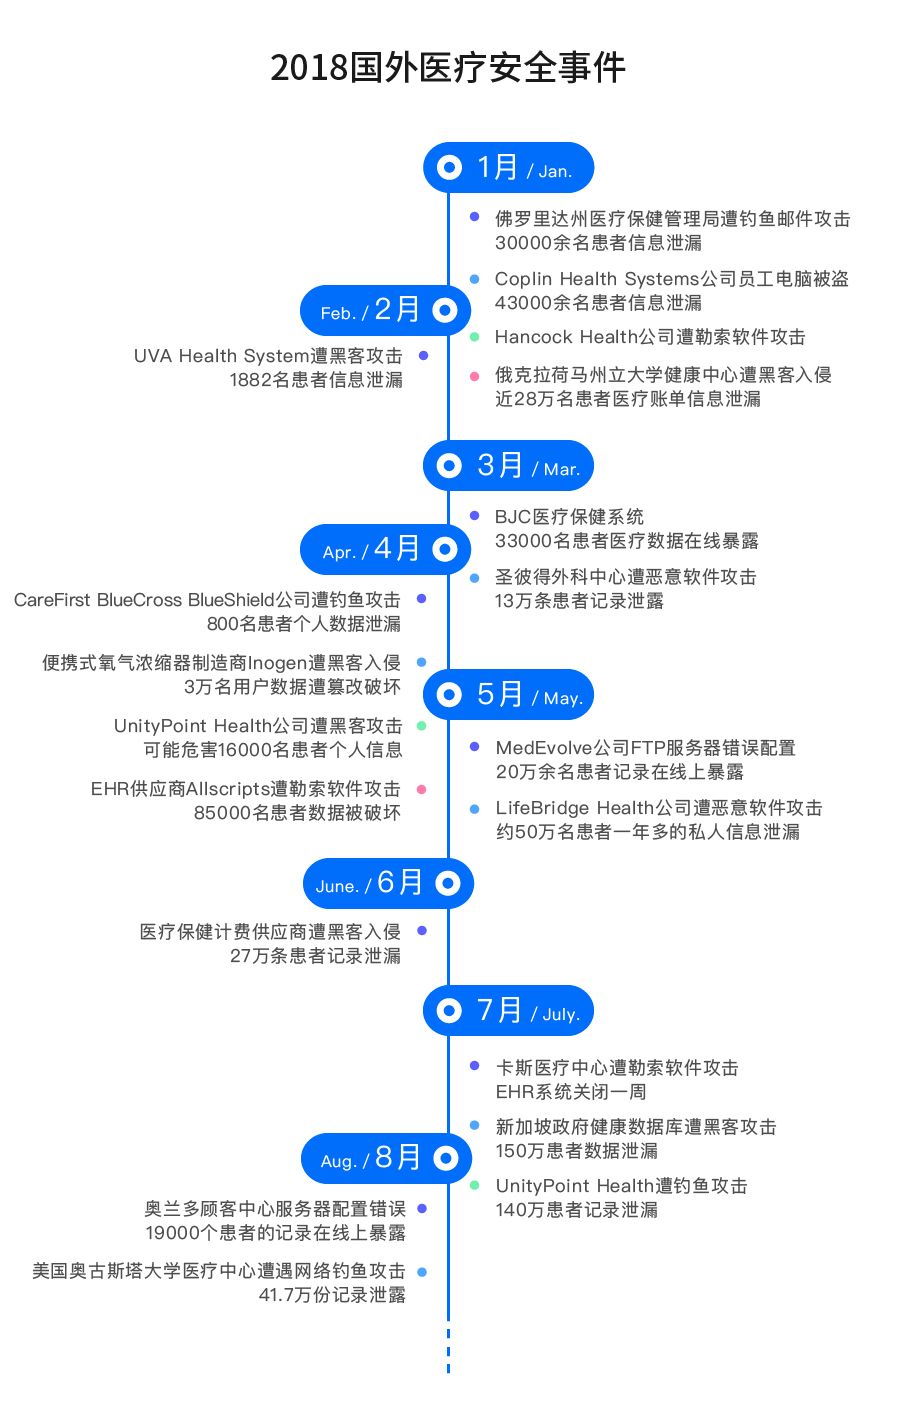 2018国外医疗安全事件
1月 / Jan.
佛罗里达州医疗保健管理局遭钓鱼邮件攻击
30000余名患者信息泄漏
Coplin Health Systems公司员工电脑被盗
43000余名患者信息泄漏
Hancock Health公司遭勒索软件攻击
俄克拉荷马州立大学健康中心遭黑客入侵
近28万名患者医疗账单信息泄漏
Feb. / 2月
UVA Health System遭黑客攻击
1882名患者信息泄漏
3月 / Mar.
BJC医疗保健系统
33000名患者医疗数据在线暴露
圣彼得外科中心遭恶意软件攻击
13万条患者记录泄露
Apr. / 4月
CareFirst BlueCross BlueShield公司遭钓鱼攻击
800名患者个人数据泄漏
便携式氧气浓缩器制造商Inogen遭黑客入侵
3万名用户数据遭篡改破坏
UnityPoint Health公司遭黑客攻击
可能危害16000名患者个人信息
EHR供应商Allscripts遭勒索软件攻击
85000名患者数据被破坏
5月 / May.
MedEvolve公司FTP服务器错误配置
20万余名患者记录在线上暴露
LifeBridge Health公司遭恶意软件攻击
约50万名患者一年多的私人信息泄漏
June. / 6月
医疗保健计费供应商遭黑客入侵
27万条患者记录泄漏
7月 / July.
卡斯医疗中心遭勒索软件攻击
EHR系统关闭一周
新加坡政府健康数据库遭黑客攻击
150万患者数据泄漏
UnityPoint Health遭钓鱼攻击
140万患者记录泄漏
Aug. / 8月
奥兰多顾客中心服务器配置错误
19000个患者的记录在线上暴露
美国奥古斯塔大学医疗中心遭遇网络钓鱼攻击
41.7万份记录泄露